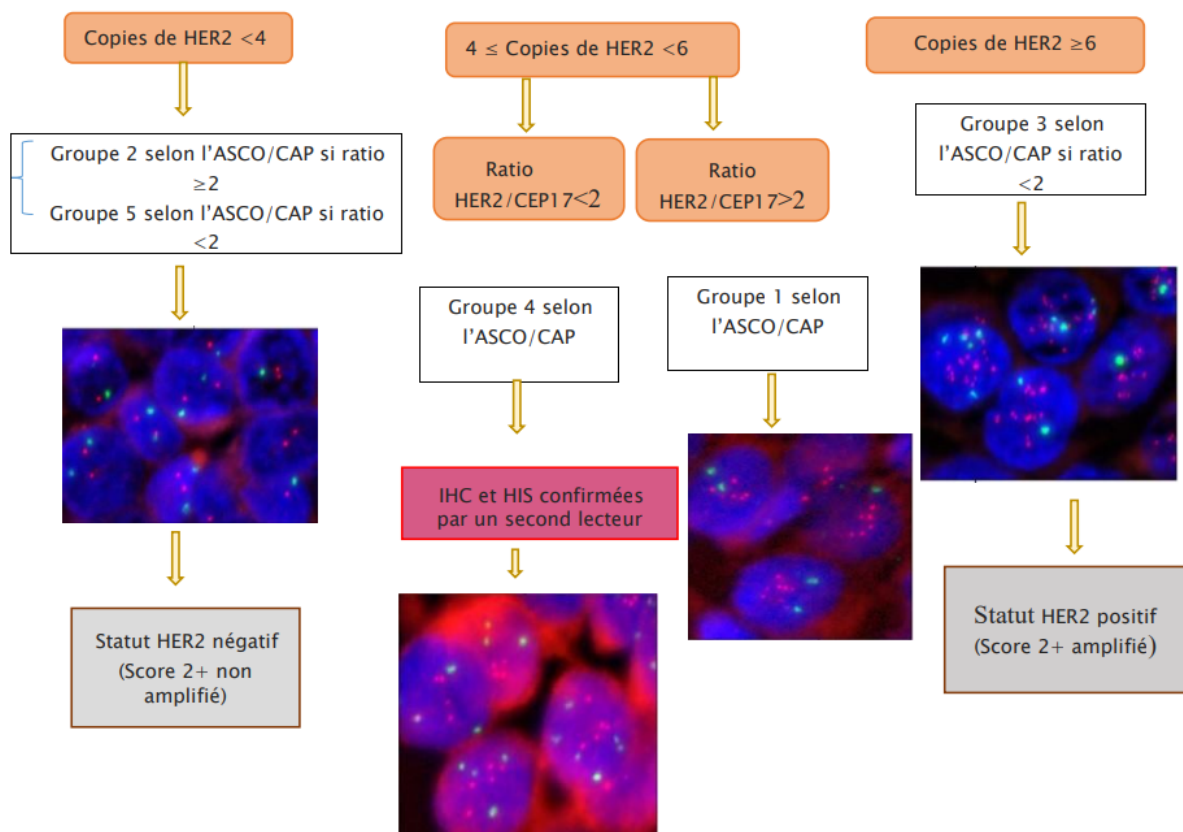 Copies de HER2 <4
4 ≤ Copies de HER2 <6
Copies de HER2 ≥6
Groupe 2 selon l'ASCO/CAP si ratio
≥2
Groupe 5 selon l'ASCO/CAP si ratio
<2
Ratio
HER2/CEP17<2
Ratio
HER2/CEP17>2
Groupe 3 selon
l'ASCO/CAP si ratio
<2
Groupe 4 selon
l'ASCO/CAP
Groupe 1 selon
l'ASCO/CAP
IHC et HIS confirmées
par un second lecteur
Statut HER2 négatif
(Score 2+ non
amplifié)
Statut HER2 positif
(Score 2+ amplifié)